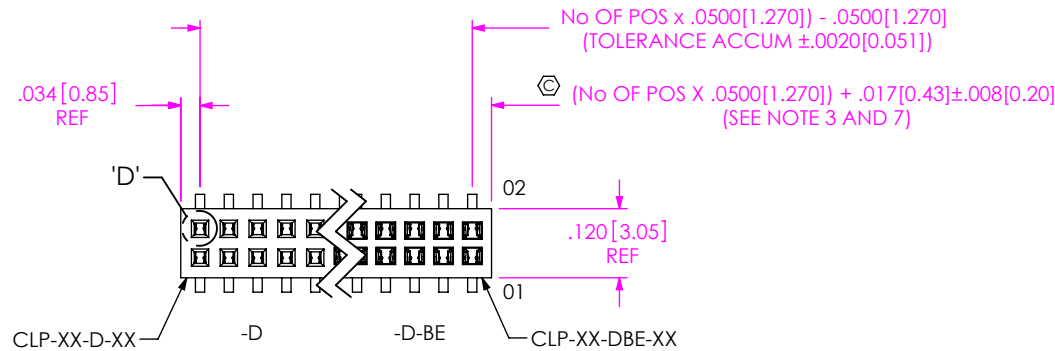 No OF POS x .0500[1.270]) - .0500[1.270]
(TOLERANCE ACCUM ±.0020[0.051])
.034[0.85]
REF
C (No OF POS X .0500[1.270]) + .017[0.43]±.008[0.20]
(SEE NOTE 3 AND 7)
'D'
02
.120[3.05]
REF
01
CLP-XX-D-XX
-D
-D-BE
CLP-XX-DBE-XX